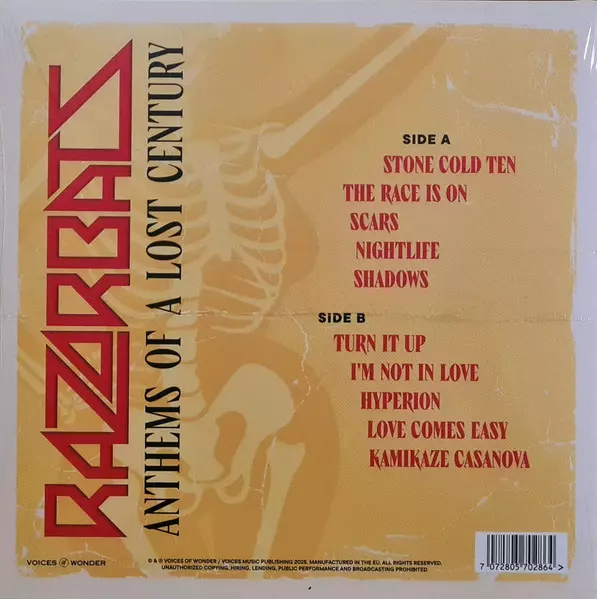 RAZORBATS
ANTHEMS OF A LOST CENTURY
SIDE A
STONE COLD TEN
THE RACE IS ON
SCARS
NIGHTLIFE
SHADOWS
SIDE B
TURN IT UP
I'M NOT IN LOVE
HYPERION
LOVE COMES EASY
KAMIKAZE CASANOVA
VOICES of WONDER
© & ℗ VOICES OF WONDER / VOICES MUSIC PUBLISHING 2025, MANUFACTURED IN THE EU. ALL RIGHTS RESERVED.
UNAUTHORIZED COPYING, HIRING, LENDING, PUBLIC PERFORMANCE AND BROADCASTING PROHIBITED.
7 072805 702864 >